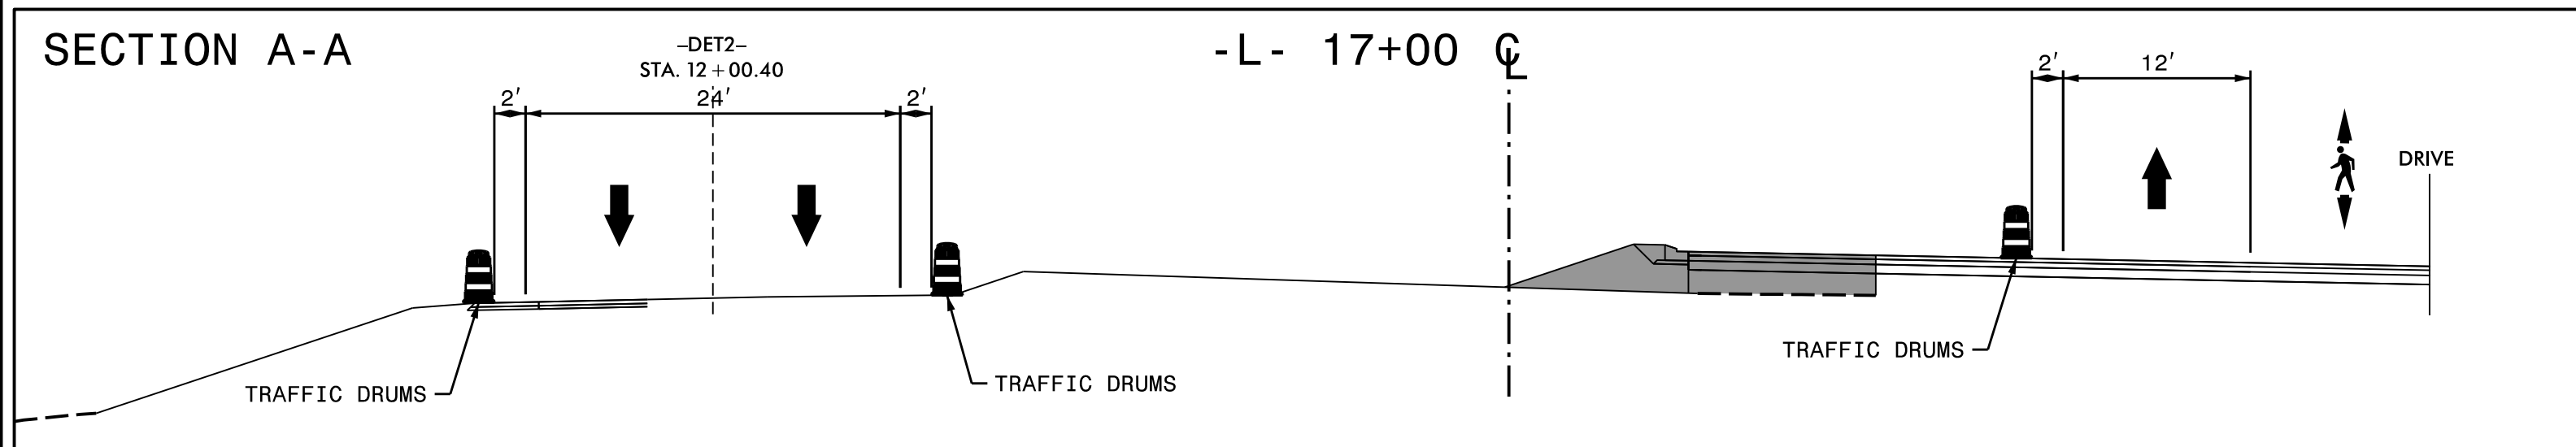 SECTION A-A
-DET2-
STA. 12+00.40
2' 24' 2'
-L- 17+00 ℄
2' 12'
DRIVE
TRAFFIC DRUMS
TRAFFIC DRUMS
TRAFFIC DRUMS